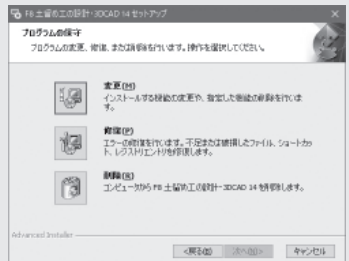 F8 土留め工の設計・3DCAD 14 セットアップ
プログラムの保守
プログラムの変更、修復、または削除を行います。操作を選択してください。
変更(M)
インストールする機能の変更や、指定した機能の削除を行います。
修復(P)
エラーの修復を行います。不足または破損したファイル、ショートカット、レジストリエントリを修復します。
削除(R)
コンピュータから F8 土留め工の設計・3DCAD 14 を削除します。
Advanced Installer
<戻る(B)
次へ(N)>
キャンセル